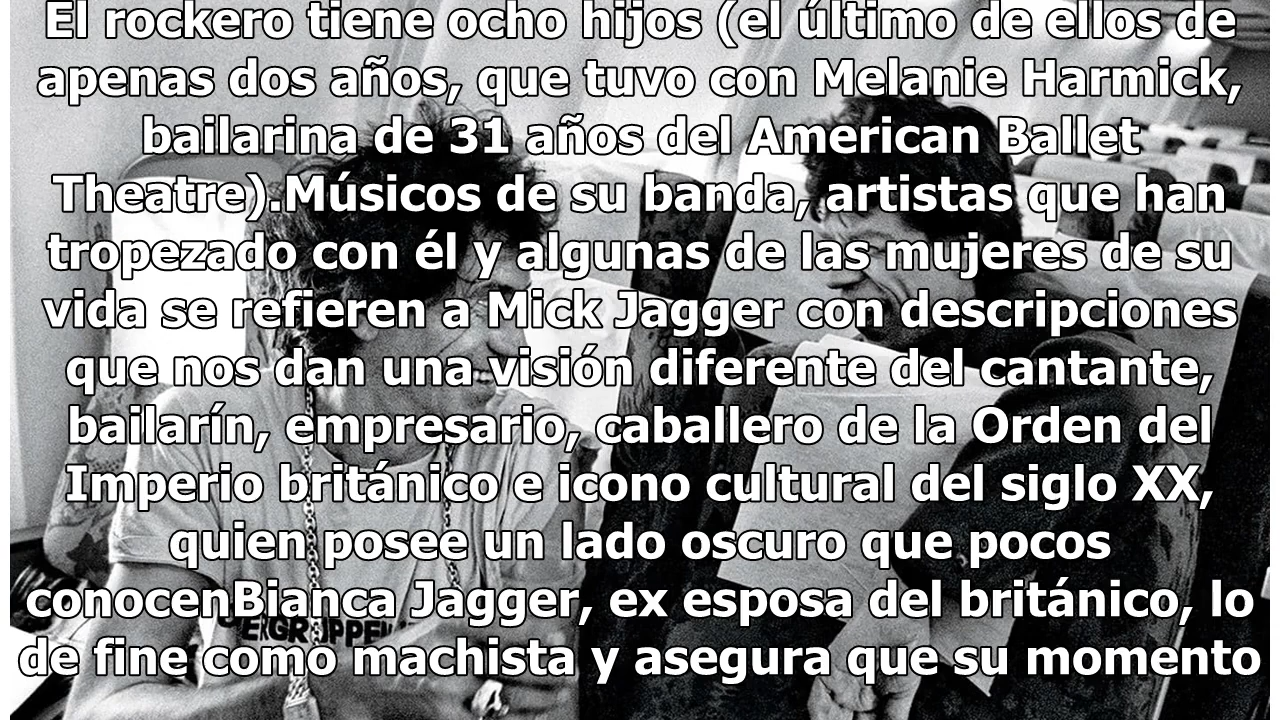 El rockero tiene ocho hijos (el último de ellos de
apenas dos años, que tuvo con Melanie Harmick,
bailarina de 31 años del American Ballet
Theatre).Músicos de su banda, artistas que han
tropezado con él y algunas de las mujeres de su
vida se refieren a Mick Jagger con descripciones
que nos dan una visión diferente del cantante,
bailarín, empresario, caballero de la Orden del
Imperio británico e icono cultural del siglo XX,
quien posee un lado oscuro que pocos
conocenBianca Jagger, ex esposa del británico, lo
de fine como machista y asegura que su momento